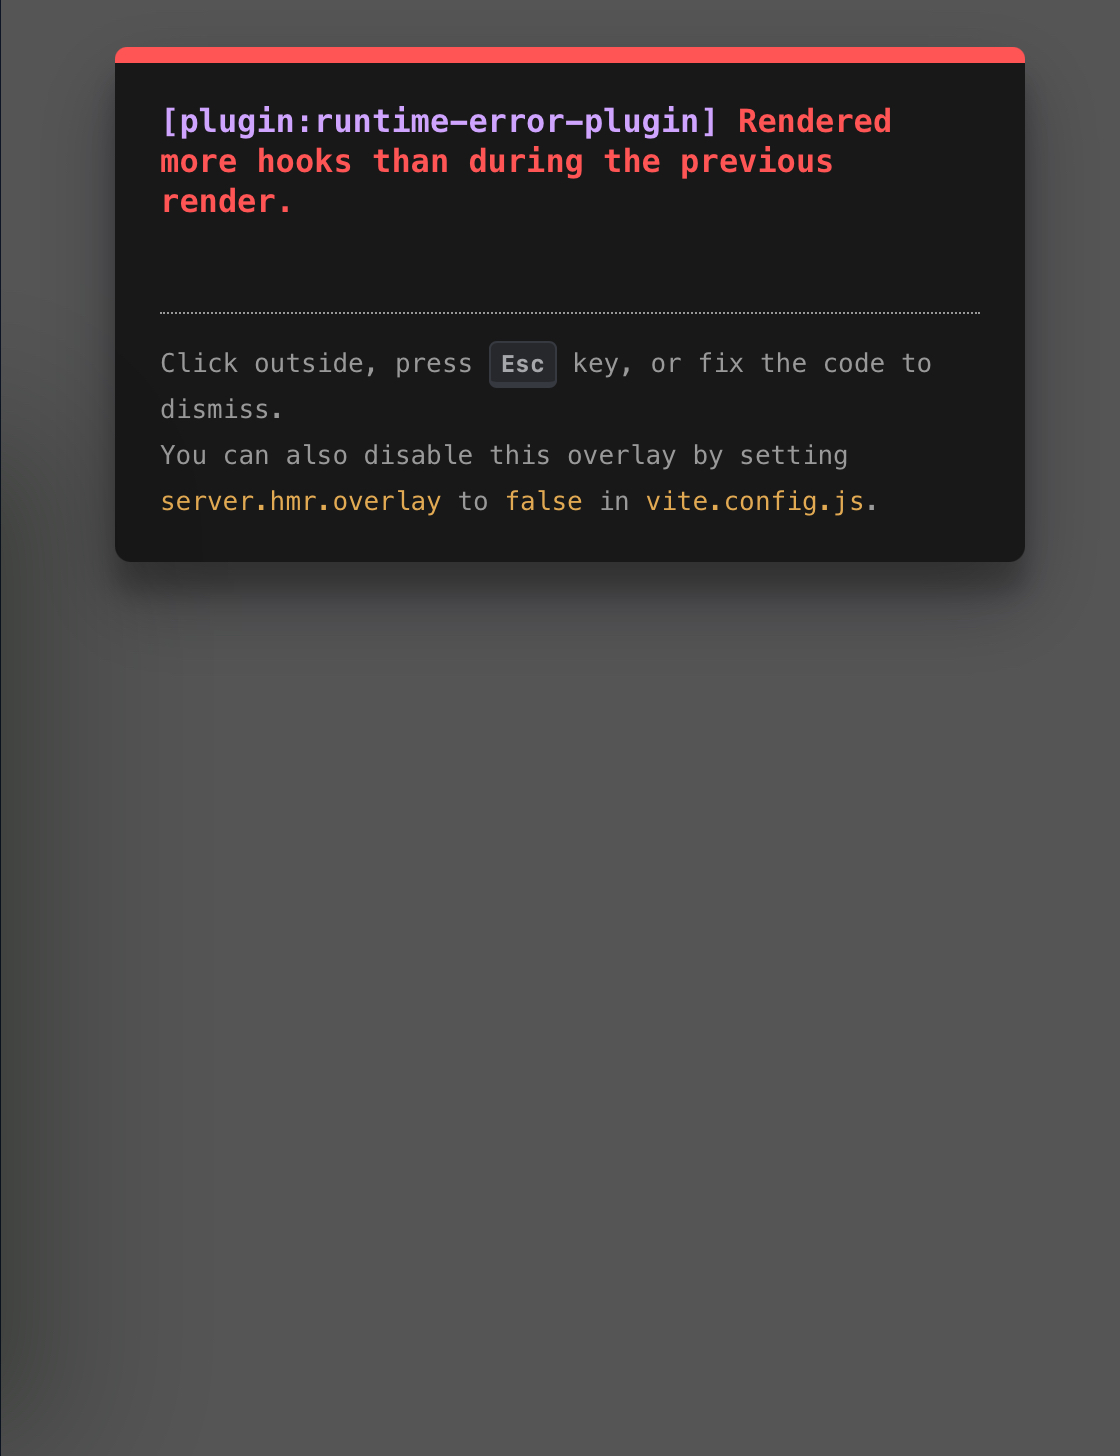 [plugin:runtime-error-plugin] Rendered
more hooks than during the previous
render.
Click outside, press Esc key, or fix the code to
dismiss.
You can also disable this overlay by setting
server.hmr.overlay to false in vite.config.js.